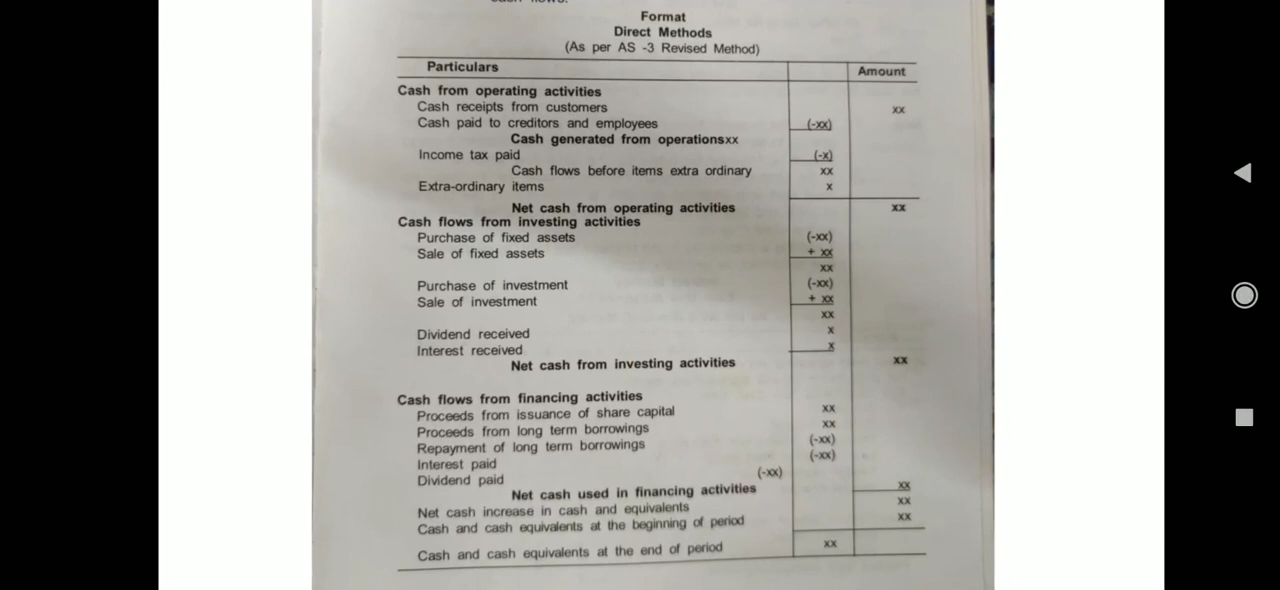 Format
Direct Methods
(As per AS -3 Revised Method)
Particulars Amount
Cash from operating activities
Cash receipts from customers xx
Cash paid to creditors and employees (-xx)
Cash generated from operationsxx
Income tax paid (-x)
Cash flows before items extra ordinary xx
Extra-ordinary items x
Net cash from operating activities xx
Cash flows from investing activities
Purchase of fixed assets (-xx)
Sale of fixed assets + xx
xx
Purchase of investment (-xx)
Sale of investment + xx
xx
Dividend received x
Interest received x
Net cash from investing activities xx
Cash flows from financing activities
Proceeds from issuance of share capital xx
Proceeds from long term borrowings xx
Repayment of long term borrowings (-xx)
Interest paid (-xx)
Dividend paid (-xx)
Net cash used in financing activities xx
Net cash increase in cash and equivalents xx
Cash and cash equivalents at the beginning of period xx
Cash and cash equivalents at the end of period xx